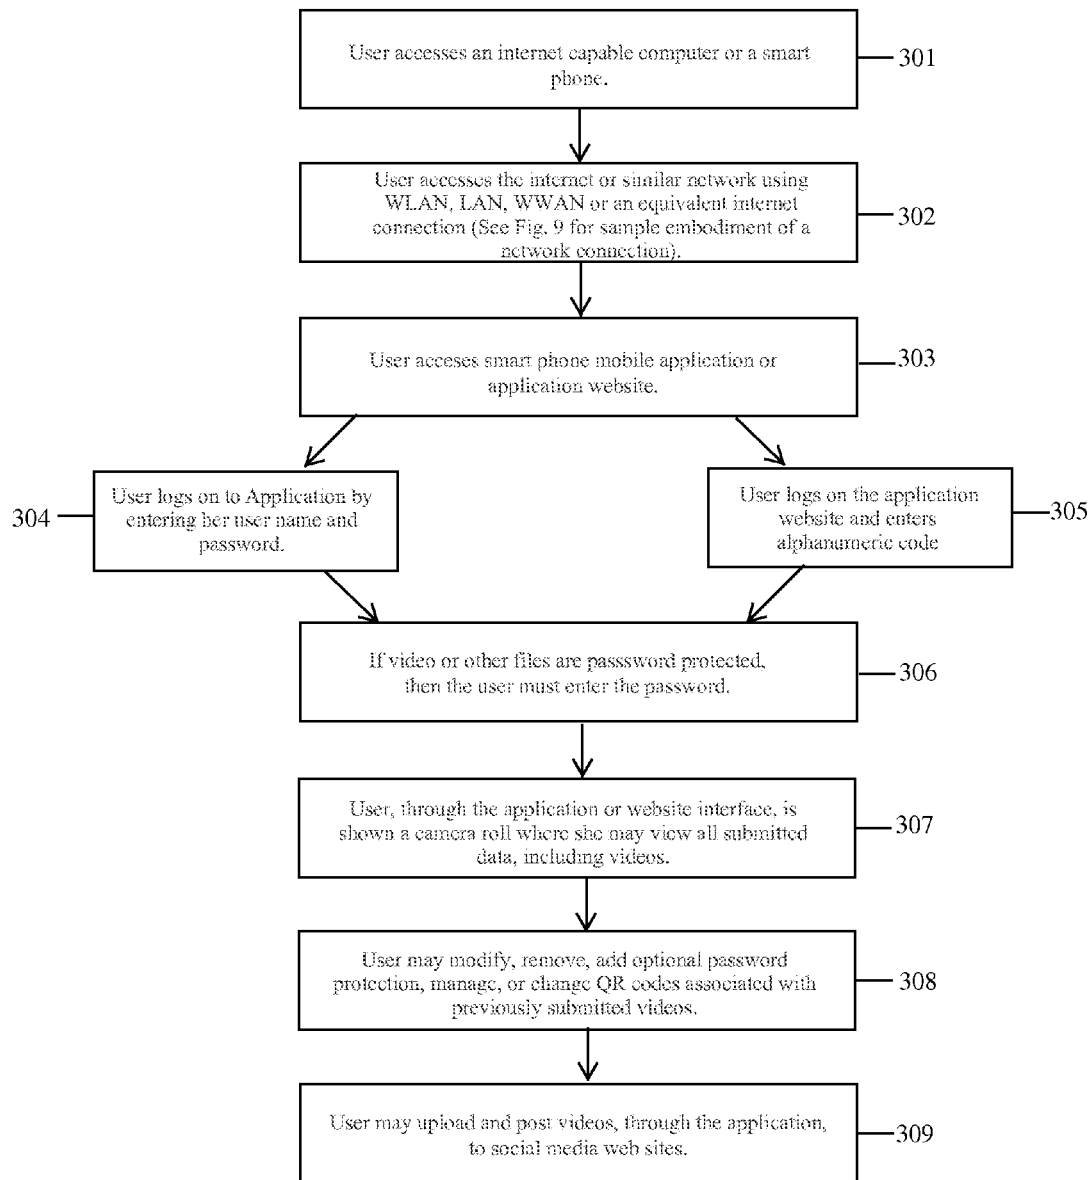 User accesses an internet capable computer or a smart
phone.
301
User accesses the internet or similar network using
WLAN, LAN, WWAN or an equivalent internet
connection (See Fig. 9 for sample embodiment of a
network connection).
302
User acceses smart phone mobile application or
application website.
303
304
User logs on to Application by
entering her user name and
password.
User logs on the application
website and enters
alphanumeric code
305
If video or other files are passsword protected,
then the user must enter the password.
306
User, through the application or website interface, is
shown a camera roll where she may view all submitted
data, including videos.
307
User may modify, remove, add optional password
protection, manage, or change QR codes associated with
previously submitted videos.
308
User may upload and post videos, through the application,
to social media web sites.
309